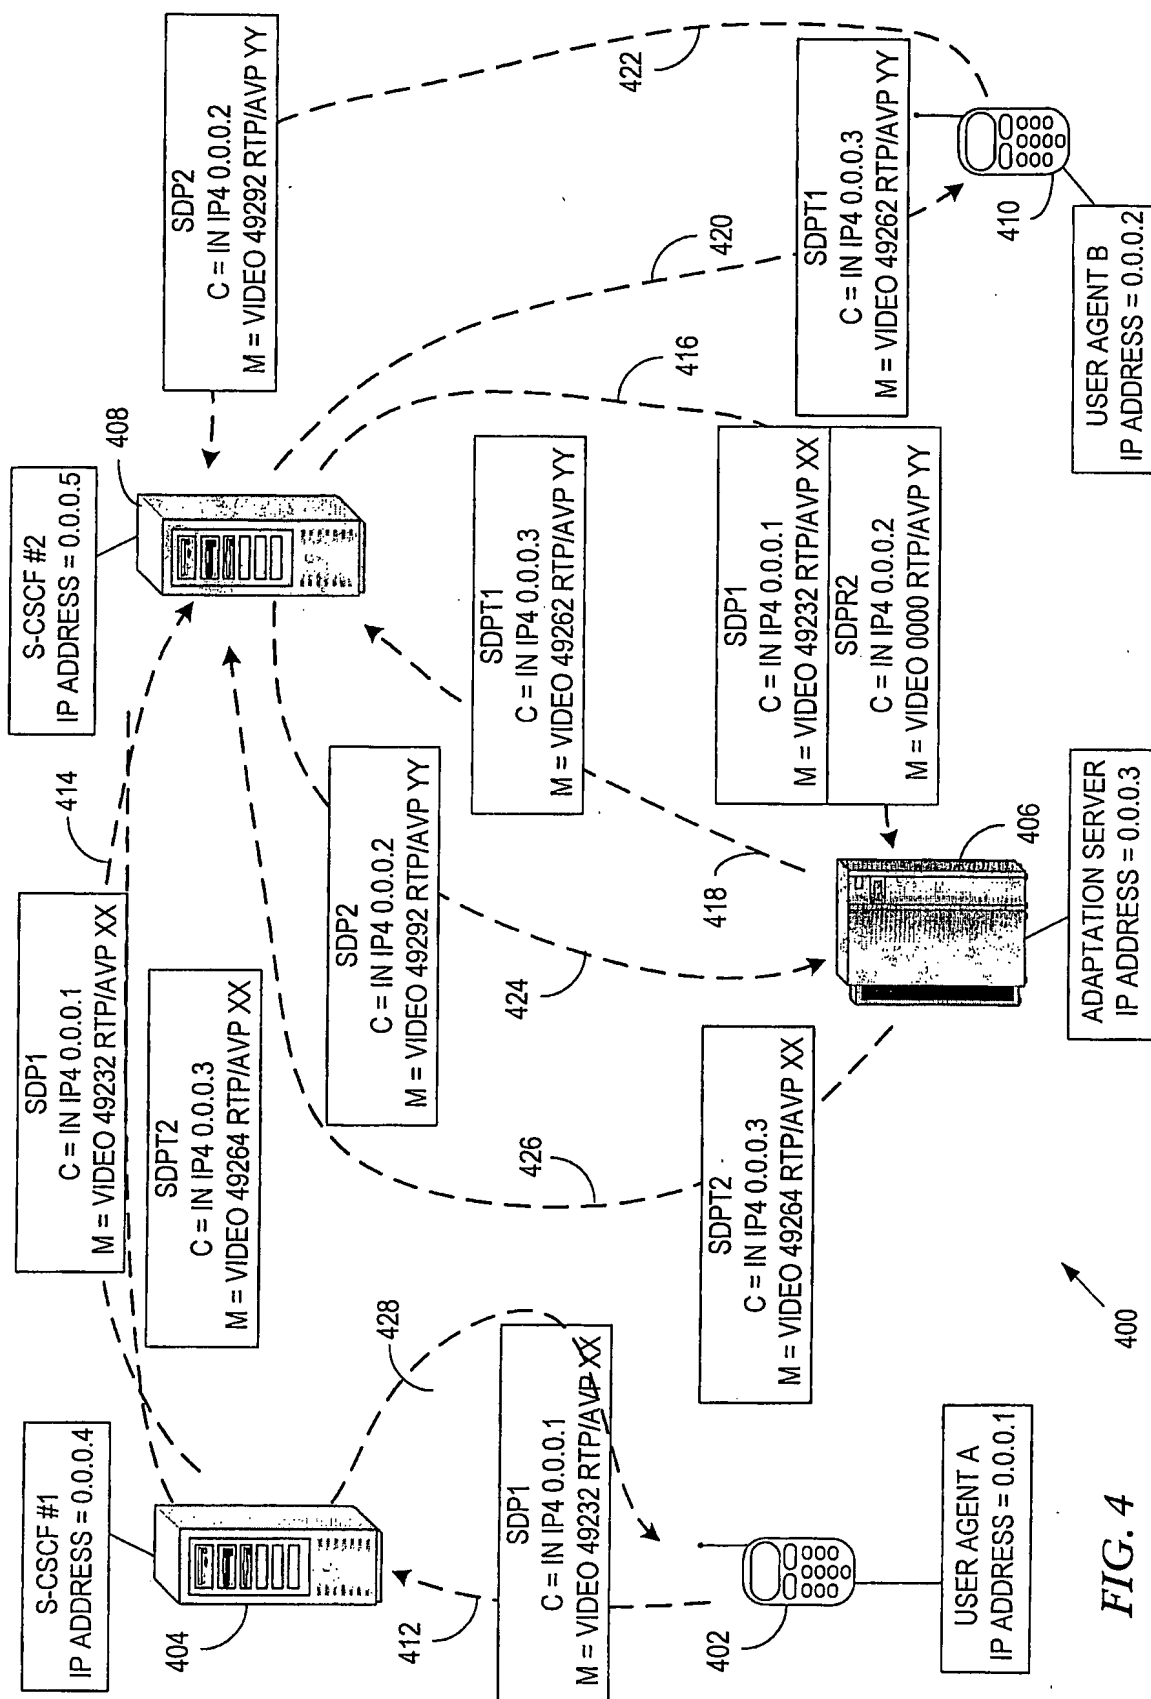 S-CSCF #1
IP ADDRESS = 0.0.0.4
404
412
SDP1
C = IN IP4 0.0.0.1
M = VIDEO 49232 RTP/AVP XX
402
USER AGENT A
IP ADDRESS = 0.0.0.1
428
SDP1
C = IN IP4 0.0.0.1
M = VIDEO 49232 RTP/AVP XX
414
SDPT2
C = IN IP4 0.0.0.3
M = VIDEO 49264 RTP/AVP XX
S-CSCF #2
IP ADDRESS = 0.0.0.5
408
SDP2
C = IN IP4 0.0.0.2
M = VIDEO 49292 RTP/AVP YY
424
426
SDPT2
C = IN IP4 0.0.0.3
M = VIDEO 49264 RTP/AVP XX
SDPT1
C = IN IP4 0.0.0.3
M = VIDEO 49262 RTP/AVP YY
418
SDP1
C = IN IP4 0.0.0.1
M = VIDEO 49232 RTP/AVP XX
SDPR2
C = IN IP4 0.0.0.2
M = VIDEO 0000 RTP/AVP YY
416
406
ADAPTATION SERVER
IP ADDRESS = 0.0.0.3
SDP2
C = IN IP4 0.0.0.2
M = VIDEO 49292 RTP/AVP YY
422
420
SDPT1
C = IN IP4 0.0.0.3
M = VIDEO 49262 RTP/AVP YY
410
USER AGENT B
IP ADDRESS = 0.0.0.2
400
FIG. 4